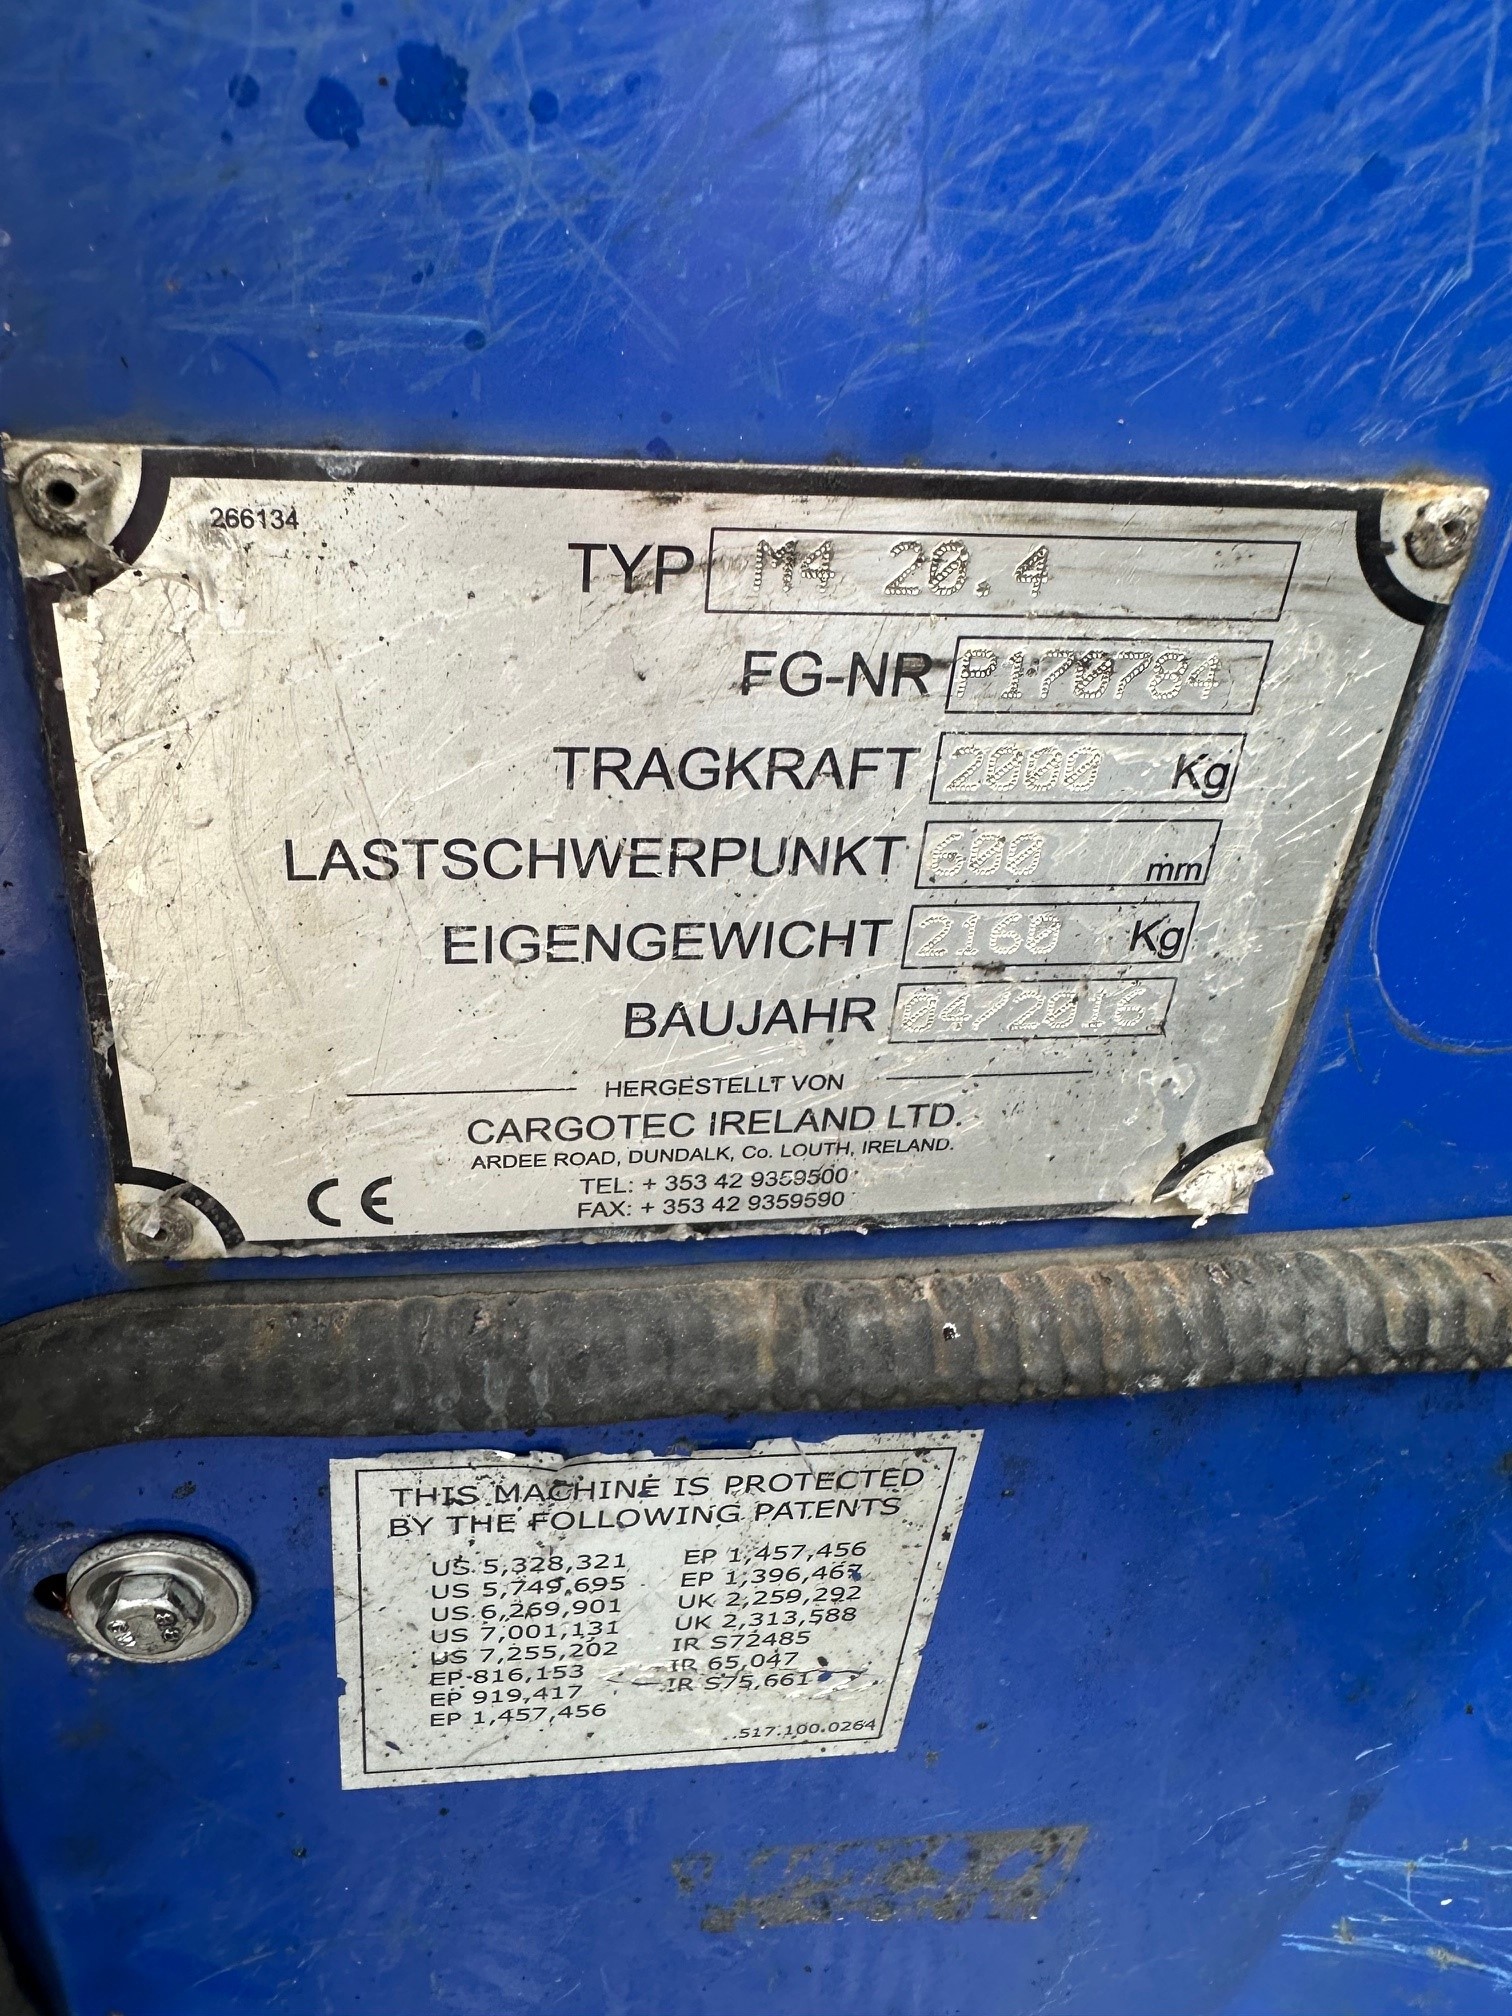 266134
TYP M4 20.4
FG-NR P170784
TRAGKRAFT 2000 Kg
LASTSCHWERPUNKT 600 mm
EIGENGEWICHT 2160 Kg
BAUJAHR 04/2016
HERGESTELLT VON
CARGOTEC IRELAND LTD.
ARDEE ROAD, DUNDALK, Co. LOUTH, IRELAND.
TEL: + 353 42 9359500
FAX: + 353 42 9359590
CE
THIS MACHINE IS PROTECTED
BY THE FOLLOWING PATENTS
US 5,328,321 EP 1,457,456
US 5,749,695 EP 1,396,467
US 6,269,901 UK 2,259,292
US 7,001,131 UK 2,313,588
US 7,255,202 IR S72485
EP 816,153 IR 65,047
EP 919,417 IR S75,661
EP 1,457,456
517.100.0264